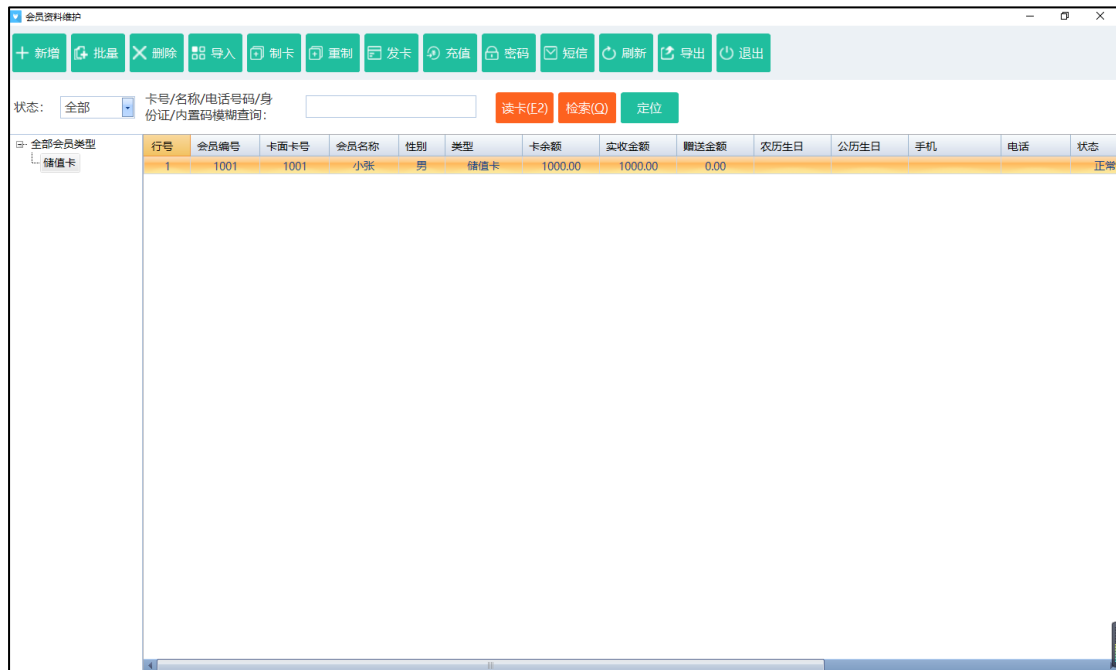 会员资料维护
新增 批量 删除 导入 制卡 重制 发卡 充值 密码 短信 刷新 导出 退出
状态: 全部 卡号/名称/电话号码/身
份证/内置码模糊查询: 读卡(F2) 检索(Q) 定位
全部会员类型
储值卡
行号 会员编号 卡面卡号 会员名称 性别 类型 卡余额 实收金额 赠送金额 农历生日 公历生日 手机 电话 状态
1 1001 1001 小张 男 储值卡 1000.00 1000.00 0.00 正常